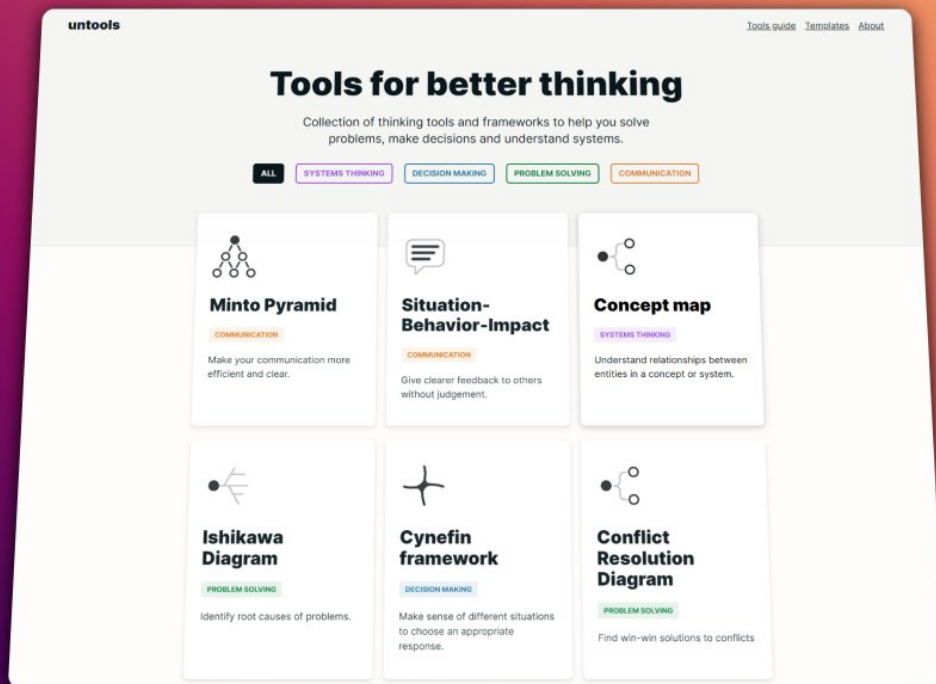 untools
Tools guide Templates About
Tools for better thinking
Collection of thinking tools and frameworks to help you solve
problems, make decisions and understand systems.
ALL SYSTEMS THINKING DECISION MAKING PROBLEM SOLVING COMMUNICATION
Minto Pyramid
COMMUNICATION
Make your communication more
efficient and clear.
Situation-
Behavior-Impact
COMMUNICATION
Give clearer feedback to others
without judgement.
Concept map
SYSTEMS THINKING
Understand relationships between
entities in a concept or system.
Ishikawa
Diagram
PROBLEM SOLVING
Identify root causes of problems.
Cynefin
framework
DECISION MAKING
Make sense of different situations
to choose an appropriate
response.
Conflict
Resolution
Diagram
PROBLEM SOLVING
Find win-win solutions to conflicts